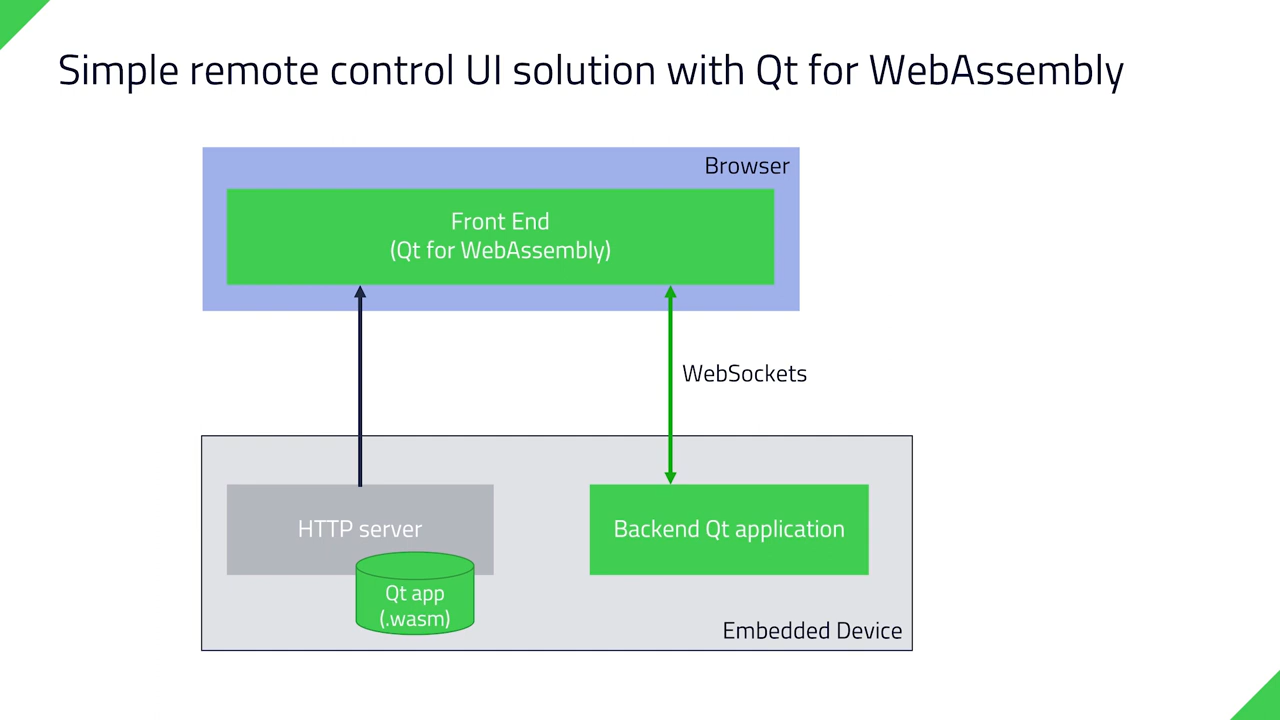 Simple remote control UI solution with Qt for WebAssembly
Browser
Front End
(Qt for WebAssembly)
WebSockets
HTTP server
Backend Qt application
Qt app
(.wasm)
Embedded Device